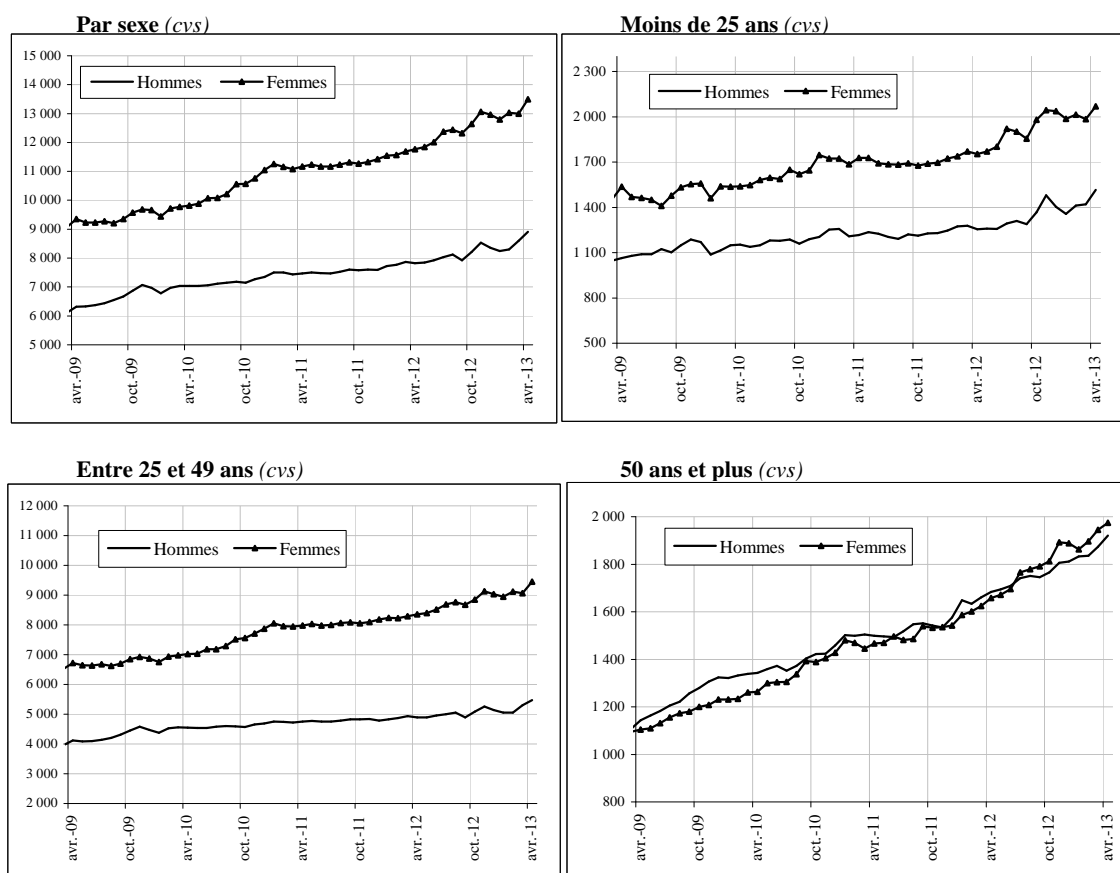 Par sexe (cvs)
15 000
14 000
13 000
12 000
11 000
10 000
9 000
8 000
7 000
6 000
5 000
Hommes Femmes
avr.-09
oct.-09
avr.-10
oct.-10
avr.-11
oct.-11
avr.-12
oct.-12
avr.-13
Moins de 25 ans (cvs)
2 300
2 000
1 700
1 400
1 100
800
500
Hommes Femmes
avr.-09
oct.-09
avr.-10
oct.-10
avr.-11
oct.-11
avr.-12
oct.-12
avr.-13
Entre 25 et 49 ans (cvs)
12 000
11 000
10 000
9 000
8 000
7 000
6 000
5 000
4 000
3 000
2 000
Hommes Femmes
avr.-09
oct.-09
avr.-10
oct.-10
avr.-11
oct.-11
avr.-12
oct.-12
avr.-13
50 ans et plus (cvs)
2 000
1 800
1 600
1 400
1 200
1 000
800
Hommes Femmes
avr.-09
oct.-09
avr.-10
oct.-10
avr.-11
oct.-11
avr.-12
oct.-12
avr.-13